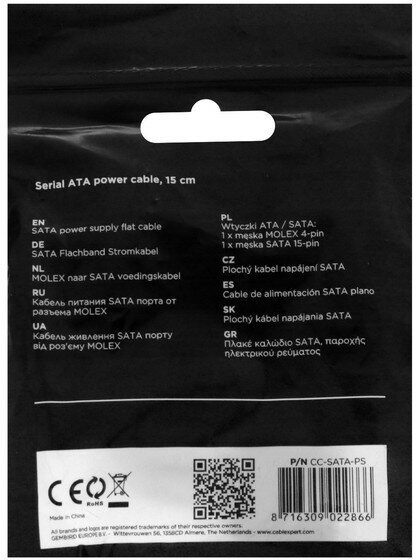 Serial ATA power cable, 15 cm
EN
SATA power supply flat cable
DE
SATA Flachband Stromkabel
NL
MOLEX naar SATA voedingskabel
RU
Кабель питания SATA порта от
разъема MOLEX
UA
Кабель живлення SATA порту
від роз'єму MOLEX
PL
Wtyczki ATA / SATA:
1 x męska MOLEX 4-pin
1 x męska SATA 15-pin
CZ
Plochý kabel napájení SATA
ES
Cable de alimentación SATA plano
SK
Plochý kábel napájania SATA
GR
Πλακέ καλώδιο SATA, παροχής
ηλεκτρικού ρεύματος
CE
RoHS
Made in China
P/N CC-SATA-PS
8 716309 022866
All brands and logos are registered trademarks of their respective owners.
GEMBIRD EUROPE B.V. - Wittevrouwen 56, 1358CD Almere, The Netherlands - www.cablexpert.com